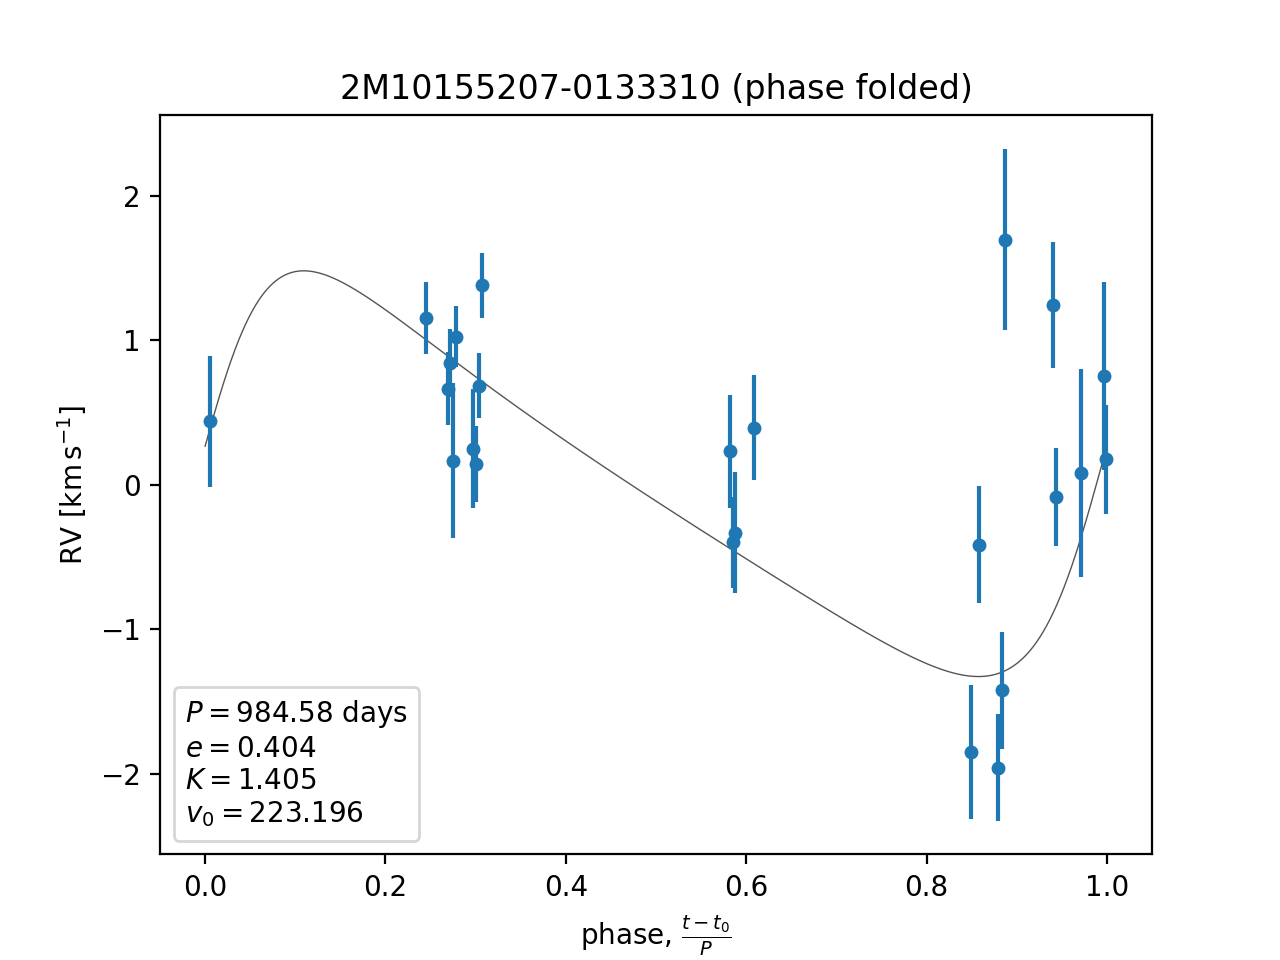 2M10155207-0133310 (phase folded)
RV [km s⁻¹]
2
1
0
−1
−2
P = 984.58 days
e = 0.404
K = 1.405
v₀ = 223.196
0.0 0.2 0.4 0.6 0.8 1.0
phase, (t − t₀)/P